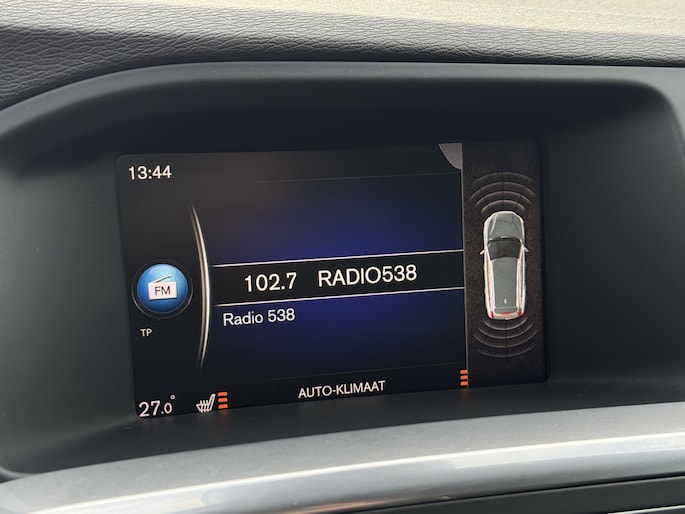 13:44
102.7 RADIO538
FM
Radio 538
TP
AUTO-KLIMAAT
27.0°